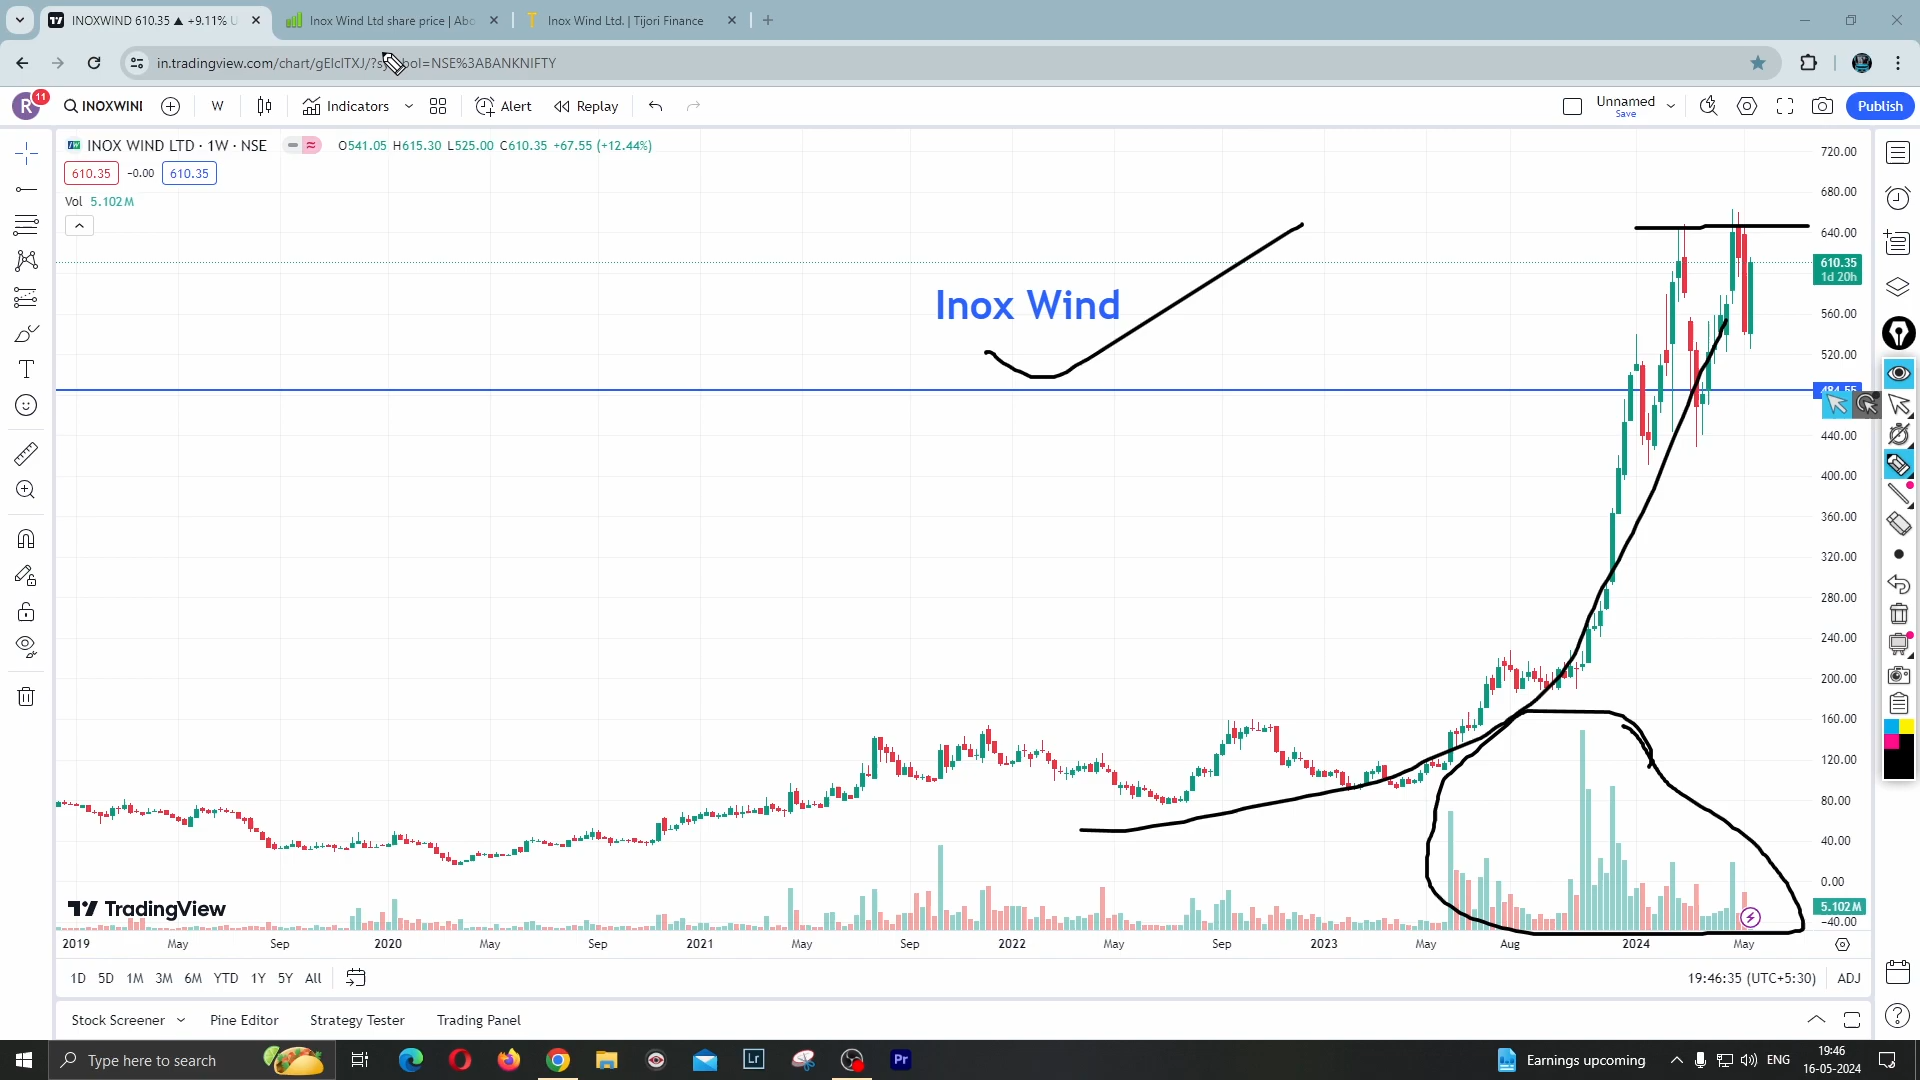 INOXWIND 610.35 ▲ +9.11% U
Inox Wind Ltd share price | Abo
Inox Wind Ltd. | Tijori Finance
in.tradingview.com/chart/gEIclTXJ/?symbol=NSE%3ABANKNIFTY
R 11 INOXWINI W Indicators Alert Replay Unnamed Save Publish
INOX WIND LTD · 1W · NSE O541.05 H615.30 L525.00 C610.35 +67.55 (+12.44%)
610.35 -0.00 610.35
Vol 5.102M
720.00
680.00
640.00
610.35
1d 20h
Inox Wind
560.00
520.00
484.55
440.00
400.00
360.00
320.00
280.00
240.00
200.00
160.00
120.00
80.00
40.00
0.00
TradingView
5.102M
-40.00
2019 May Sep 2020 May Sep 2021 May Sep 2022 May Sep 2023 May Aug 2024 May
1D 5D 1M 3M 6M YTD 1Y 5Y All 19:46:35 (UTC+5:30) ADJ
Stock Screener Pine Editor Strategy Tester Trading Panel
Type here to search Lr Pr Earnings upcoming ENG 19:46
16-05-2024